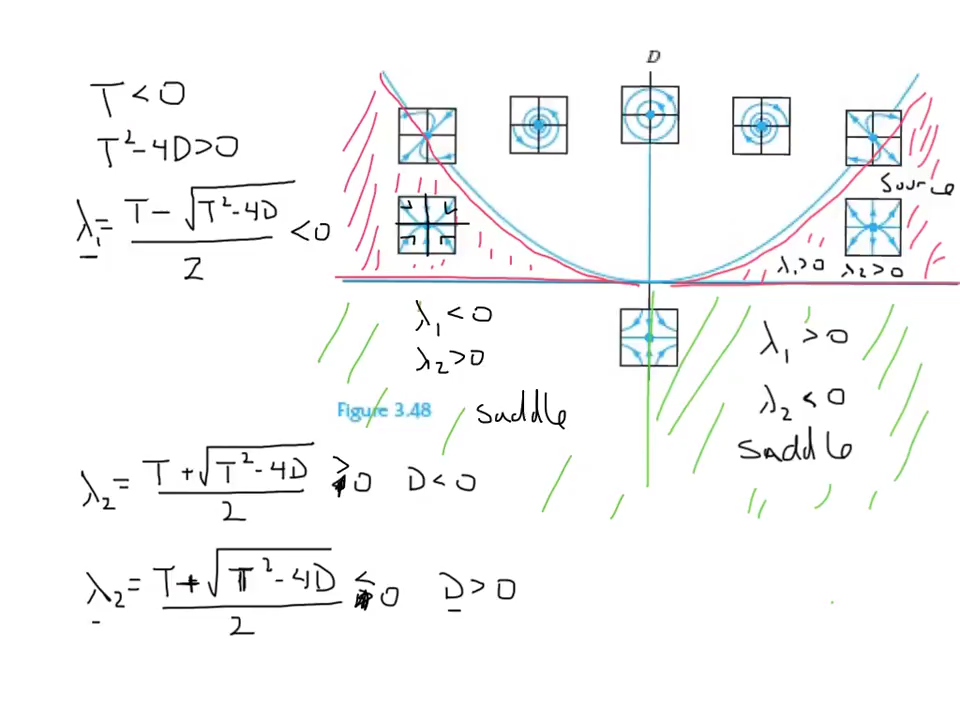 D
T < 0
T² - 4D > 0
λ₁ = (T - √(T² - 4D)) / 2 < 0
Source
λ₁ > 0 λ₂ > 0
λ₁ < 0
λ₂ > 0
saddle
λ₁ > 0
λ₂ < 0
saddle
Figure 3.48
λ₂ = (T + √(T² - 4D)) / 2 > 0 D < 0
λ₂ = (T + √(T² - 4D)) / 2 < 0 D > 0